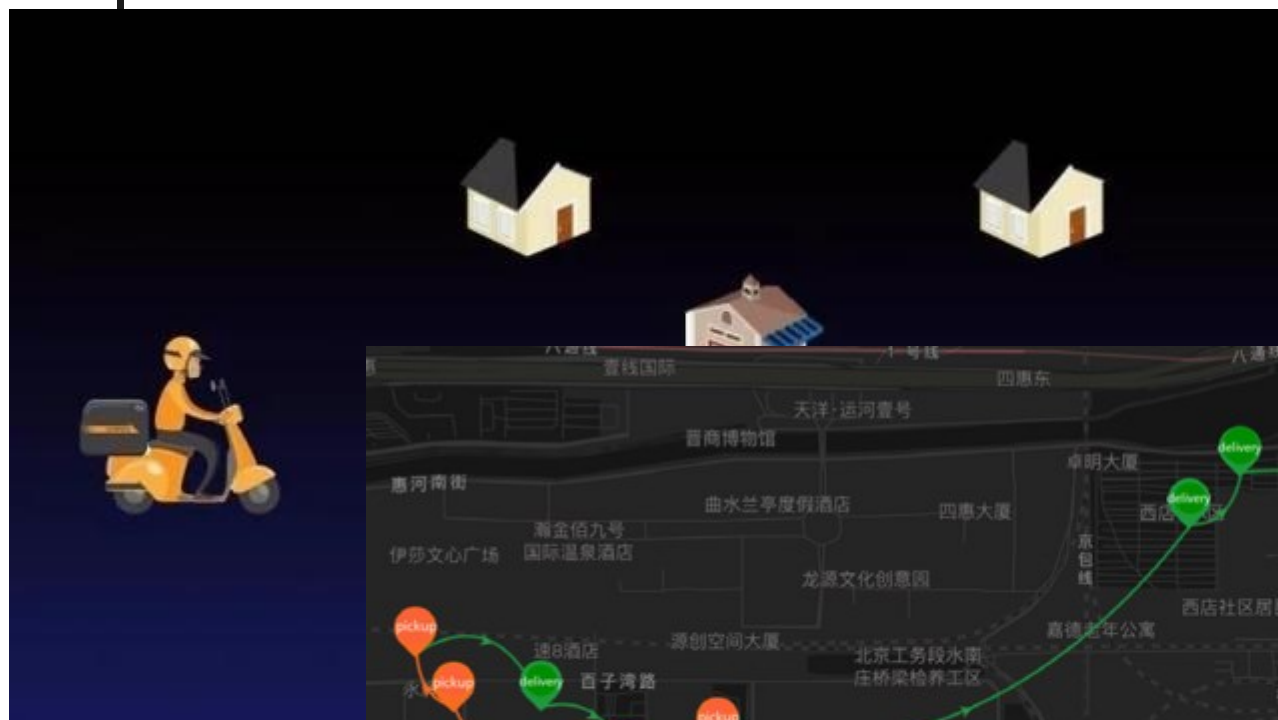 八通线
1号线
八通
惠
壹线国际
四惠东
天洋·运河壹号
晋商博物馆
delivery
卓明大厦
惠河南街
delivery
曲水兰亭度假酒店
四惠大厦
西店
瀚金佰九号
国际温泉酒店
京包线
伊莎文心广场
龙源文化创意园
西店社区居
pickup
嘉德老年公寓
源创空间大厦
速8酒店
北京工务段水南
庄桥梁检养工区
pickup
delivery
百子湾路
永
pickup